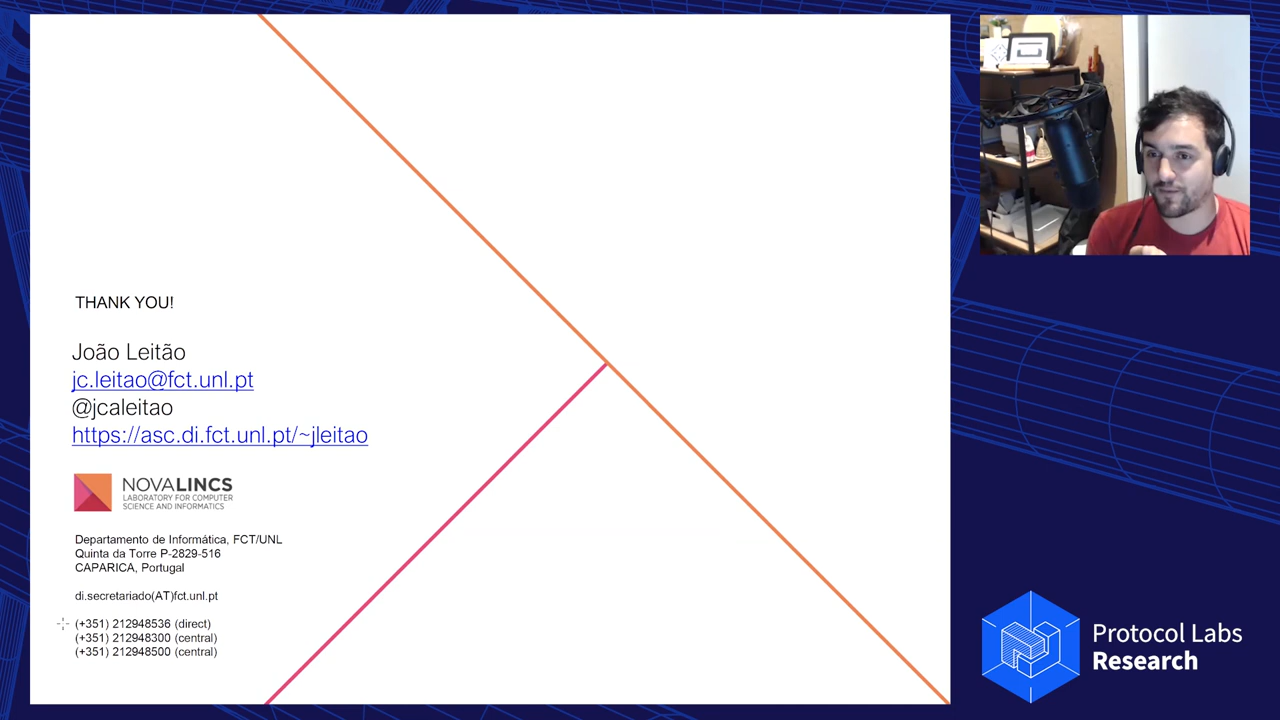 THANK YOU!
João Leitão
jc.leitao@fct.unl.pt
@jcaleitao
https://asc.di.fct.unl.pt/~jleitao
NOVALINCS
LABORATORY FOR COMPUTER
SCIENCE AND INFORMATICS
Departamento de Informática, FCT/UNL
Quinta da Torre P-2829-516
CAPARICA, Portugal
di.secretariado(AT)fct.unl.pt
(+351) 212948536 (direct)
(+351) 212948300 (central)
(+351) 212948500 (central)
Protocol Labs
Research